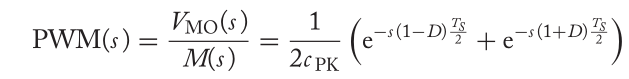 PWM(s) = V_MO(s) / M(s) = 1 / 2c_PK (e^{-s(1-D) T_S/2} + e^{-s(1+D) T_S/2})